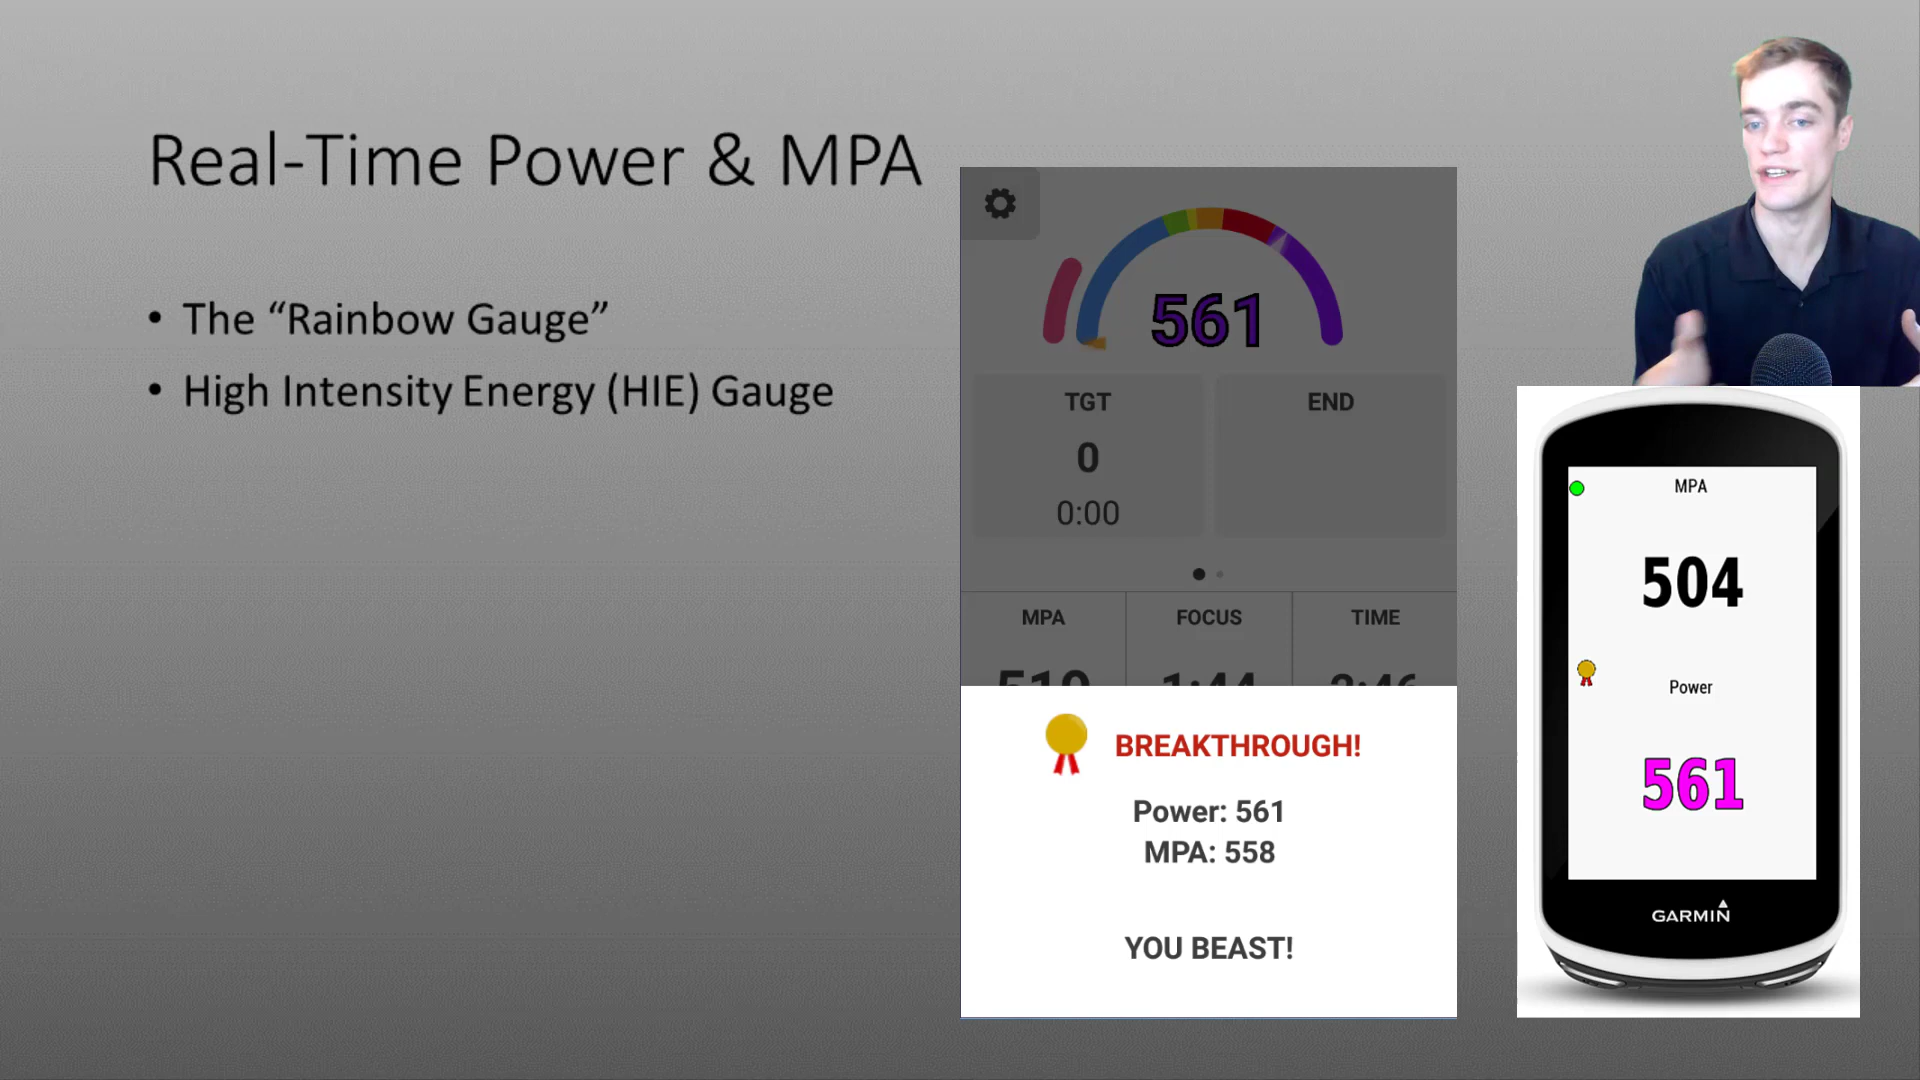 Real-Time Power & MPA
• The “Rainbow Gauge”
• High Intensity Energy (HIE) Gauge
561
TGT
0
0:00
END
MPA
FOCUS
TIME
BREAKTHROUGH!
Power: 561
MPA: 558
YOU BEAST!
MPA
504
Power
561
GARMIN